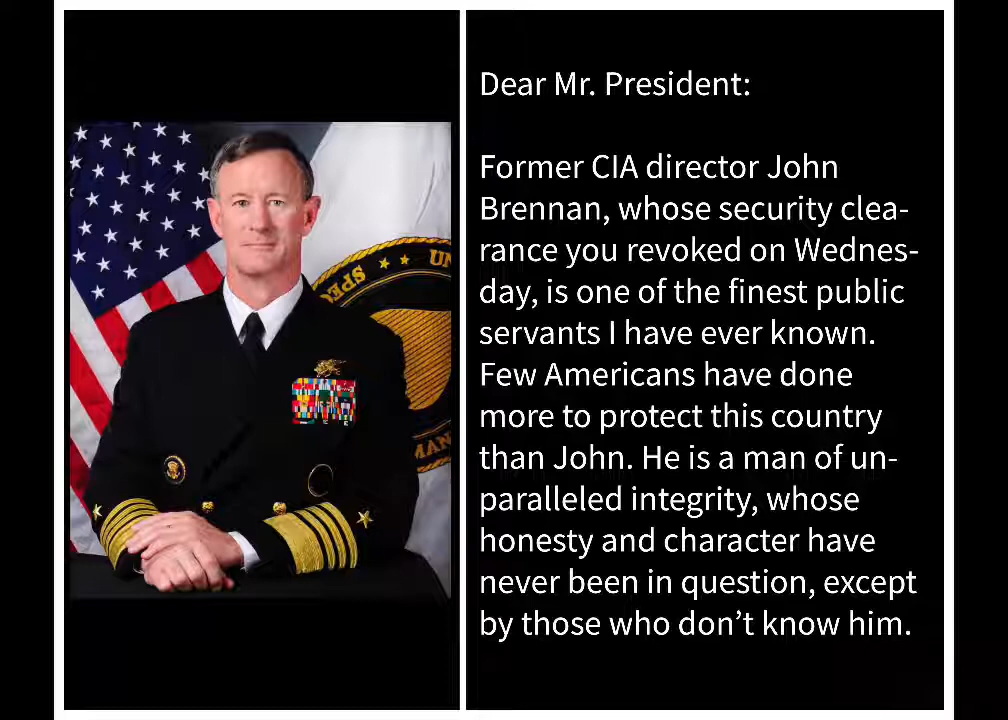 Dear Mr. President:
Former CIA director John
Brennan, whose security clea-
rance you revoked on Wednes-
day, is one of the finest public
servants I have ever known.
Few Americans have done
more to protect this country
than John. He is a man of un-
paralleled integrity, whose
honesty and character have
never been in question, except
by those who don’t know him.
UN
SPEC
MAN